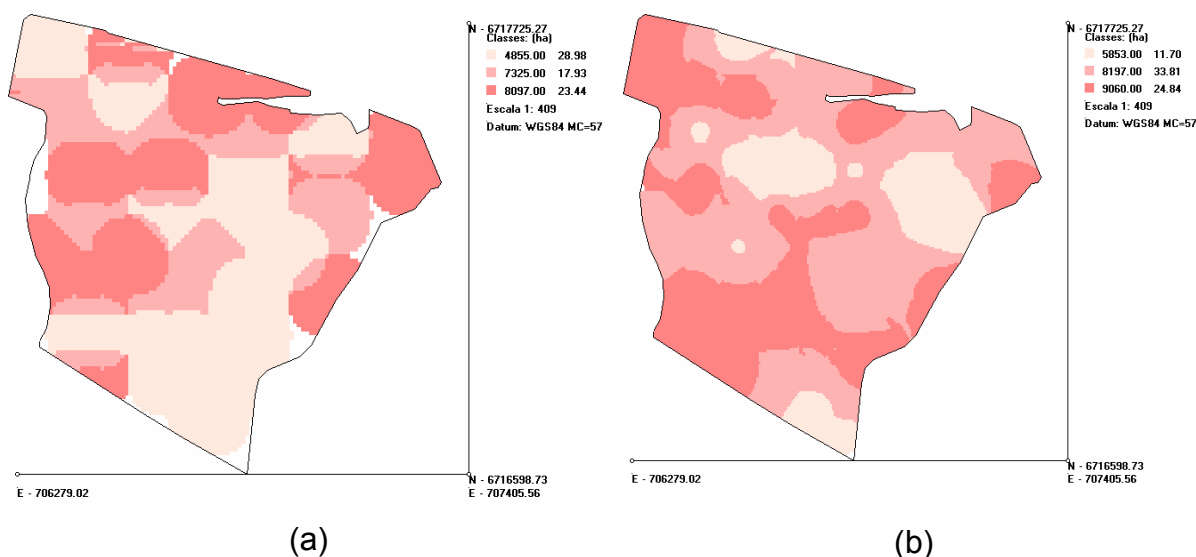 N - 6717725.27
Classes: (ha)
4855.00 28.98
7325.00 17.93
8097.00 23.44
Escala 1: 409
Datum: WGS84 MC=57
N - 6716598.73
E - 706279.02
E - 707405.56
(a)
N - 6717725.27
Classes: (ha)
5853.00 11.70
8197.00 33.81
9060.00 24.84
Escala 1: 409
Datum: WGS84 MC=57
N - 6716598.73
E - 706279.02
E - 707405.56
(b)